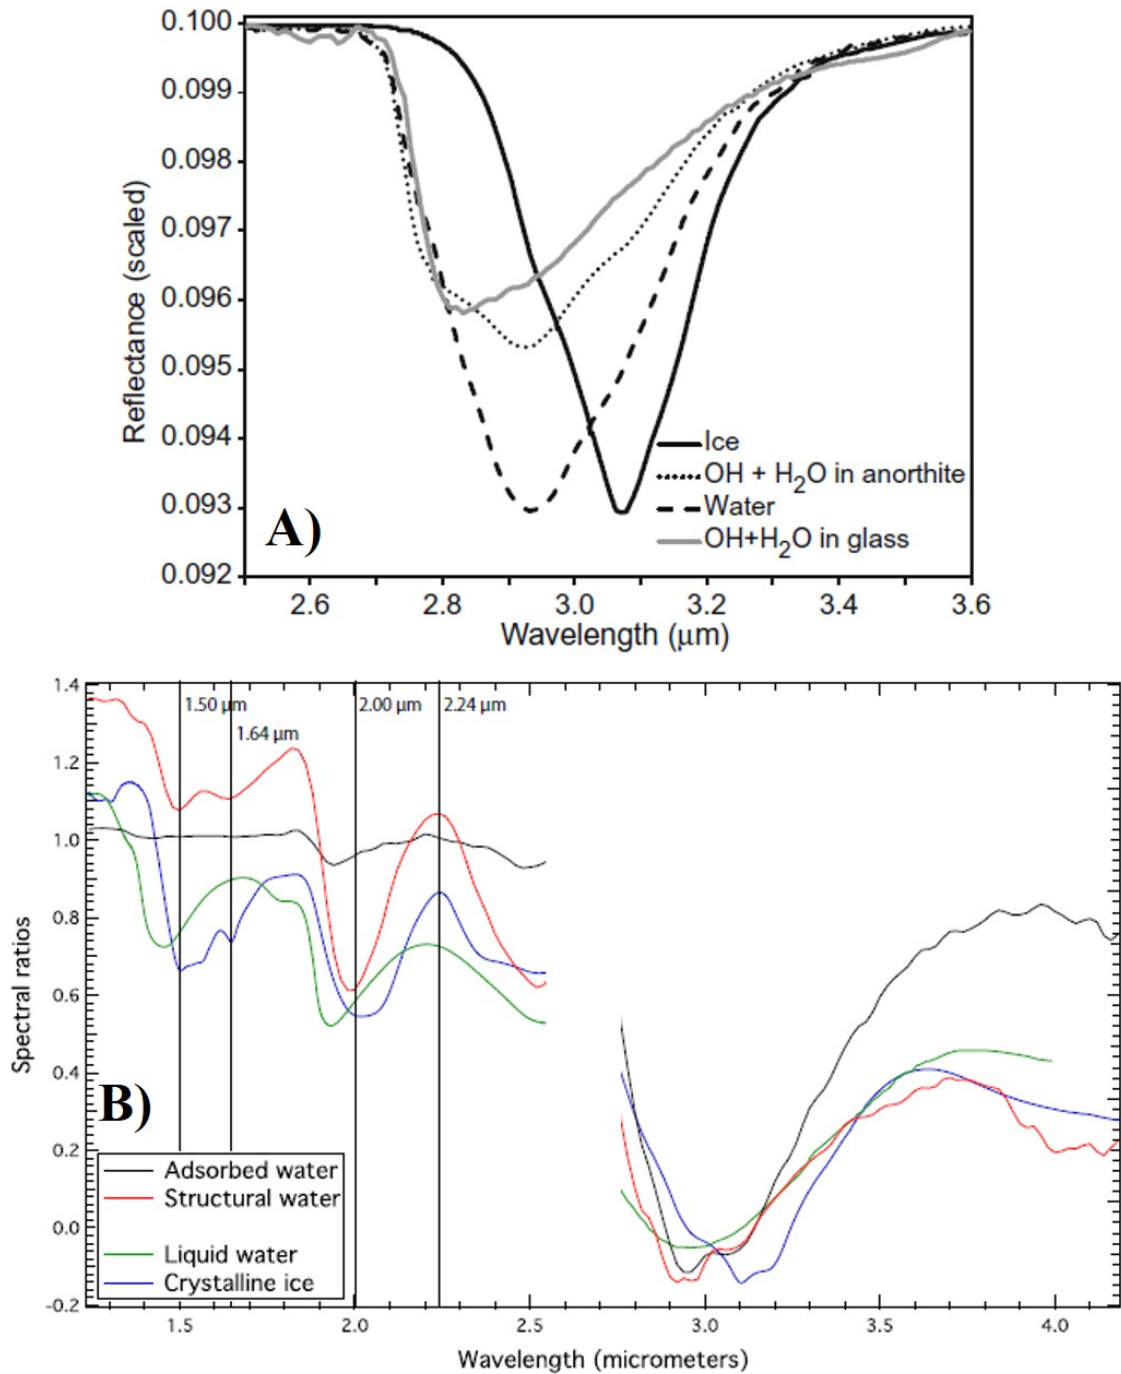 0.100
0.099
0.098
0.097
0.096
0.095
0.094
0.093
0.092
Reflectance (scaled)
Ice
OH + H2O in anorthite
Water
OH+H2O in glass
A)
2.6 2.8 3.0 3.2 3.4 3.6
Wavelength (μm)
1.4
1.2
1.0
0.8
0.6
0.4
0.2
0.0
-0.2
Spectral ratios
1.50 μm
1.64 μm
2.00 μm
2.24 μm
B)
Adsorbed water
Structural water
Liquid water
Crystalline ice
1.5 2.0 2.5 3.0 3.5 4.0
Wavelength (micrometers)